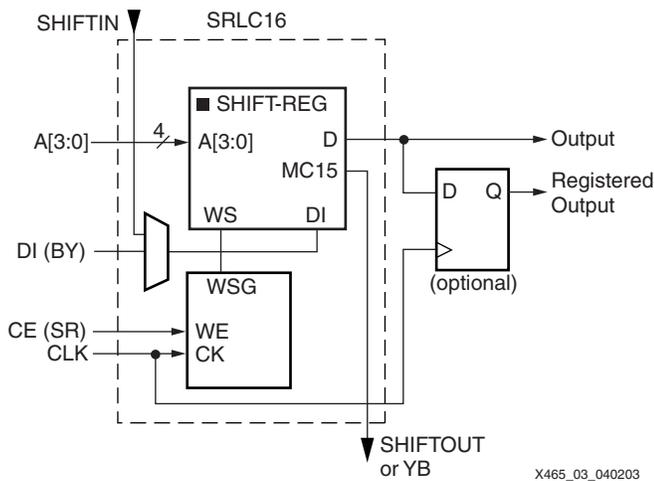 SHIFTIN
SRLC16
SHIFT-REG
A[3:0]
4
A[3:0]
D
Output
MC15
D
Q
Registered
Output
WS
DI
DI (BY)
WSG
(optional)
CE (SR)
WE
CLK
CK
SHIFTOUT
or YB
X465_03_040203